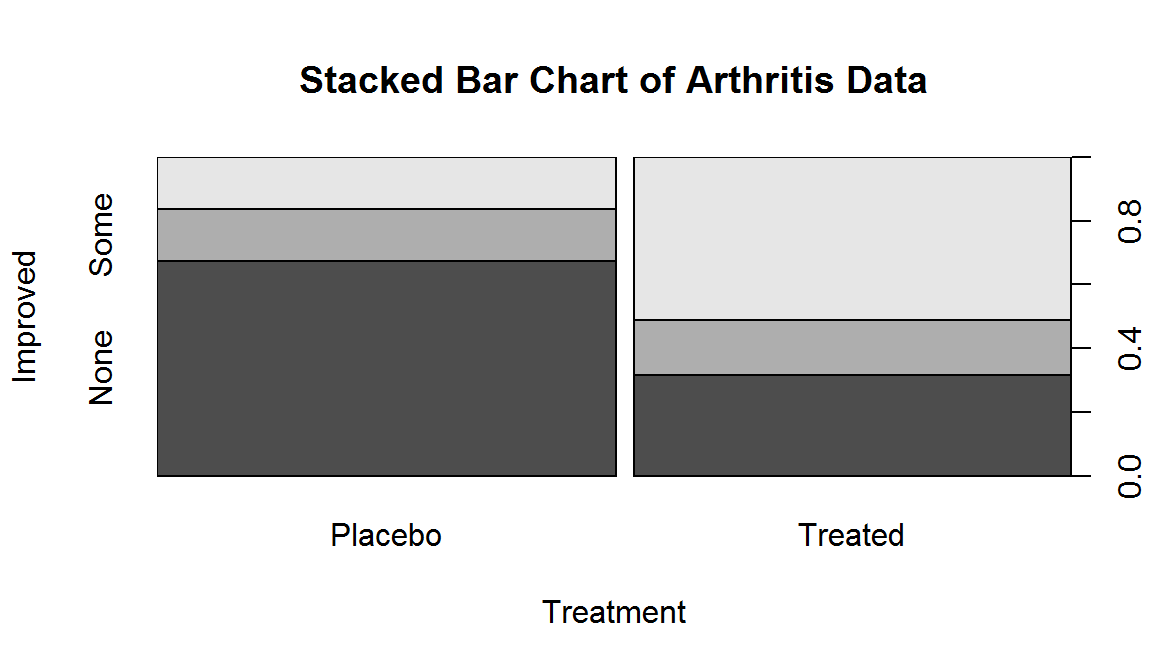 Stacked Bar Chart of Arthritis Data
Improved
Some
None
0.8
0.4
0.0
Placebo
Treated
Treatment